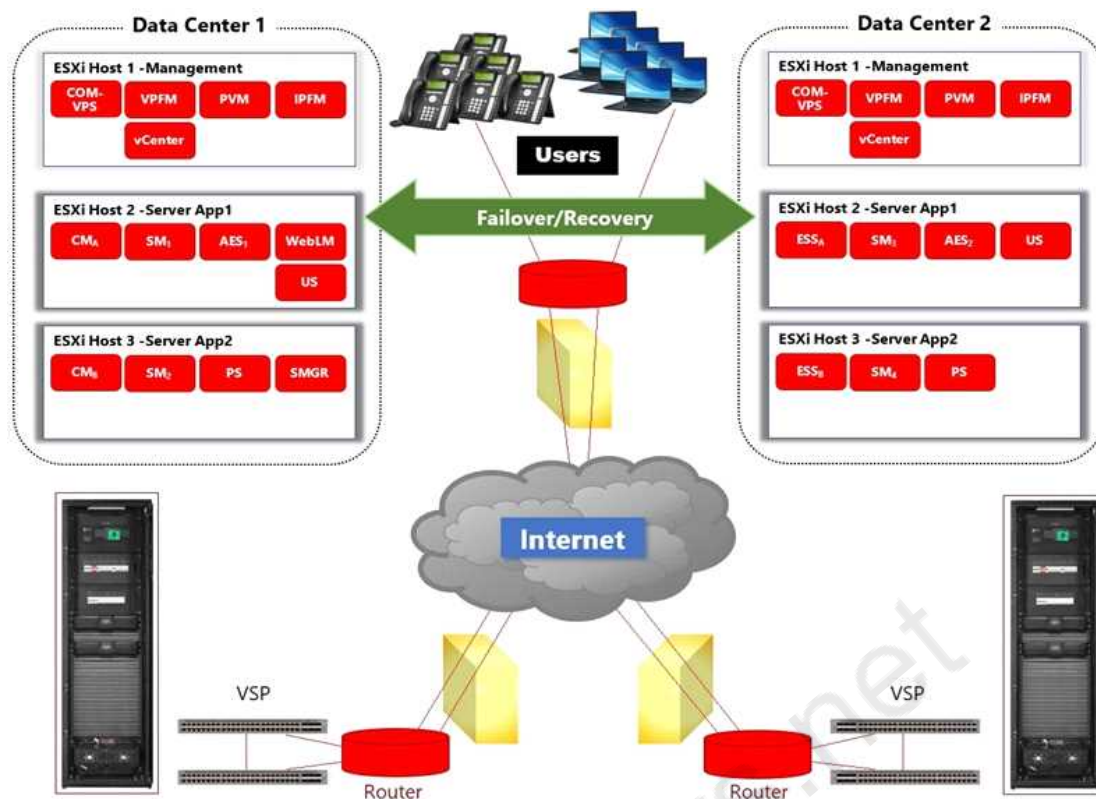 Data Center 1
ESXi Host 1 -Management
COM-
VPS
VPFM
PVM
IPFM
vCenter
ESXi Host 2 -Server App1
CMA
SM1
AES1
WebLM
US
ESXi Host 3 -Server App2
CMB
SM2
PS
SMGR
Users
Failover/Recovery
Data Center 2
ESXi Host 1 -Management
COM-
VPS
VPFM
PVM
IPFM
vCenter
ESXi Host 2 -Server App1
ESSA
SM3
AES2
US
ESXi Host 3 -Server App2
ESSB
SM4
PS
Internet
VSP
Router
VSP
Router